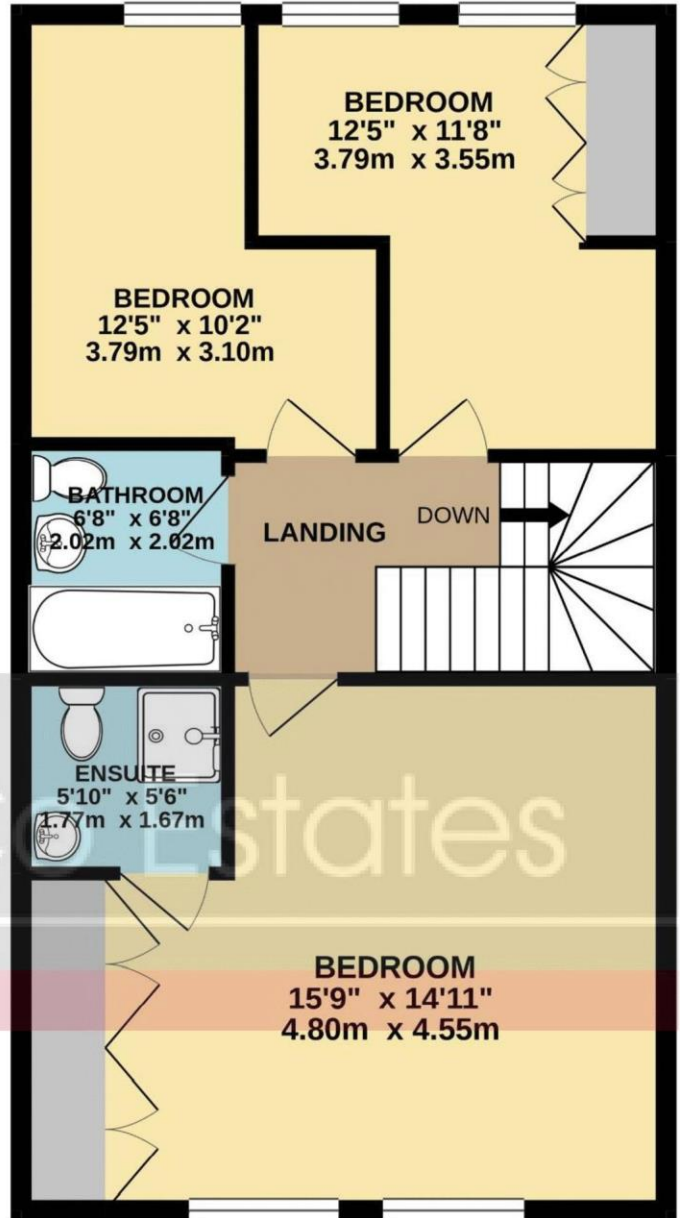 BEDROOM
12'5" x 11'8"
3.79m x 3.55m
BEDROOM
12'5" x 10'2"
3.79m x 3.10m
BATHROOM
6'8" x 6'8"
2.02m x 2.02m
LANDING
DOWN
ENSUITE
5'10" x 5'6"
1.77m x 1.67m
Estates
BEDROOM
15'9" x 14'11"
4.80m x 4.55m